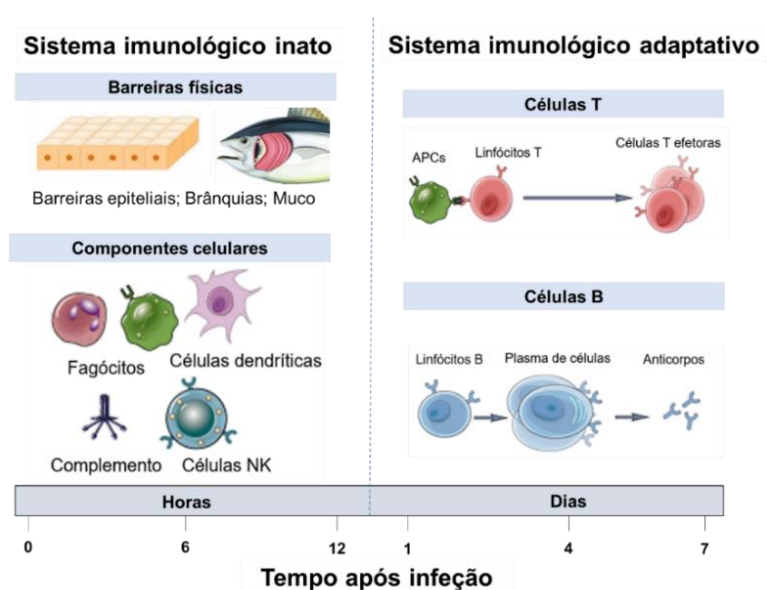 Sistema imunológico inato
Barreiras físicas
Barreiras epiteliais; Brânquias; Muco
Componentes celulares
Fagócitos
Células dendríticas
Complemento
Células NK
Sistema imunológico adaptativo
Células T
APCs
Linfócitos T
Células T efetoras
Células B
Linfócitos B
Plasma de células
Anticorpos
Horas
Dias
0 6 12 1 4 7
Tempo após infeção